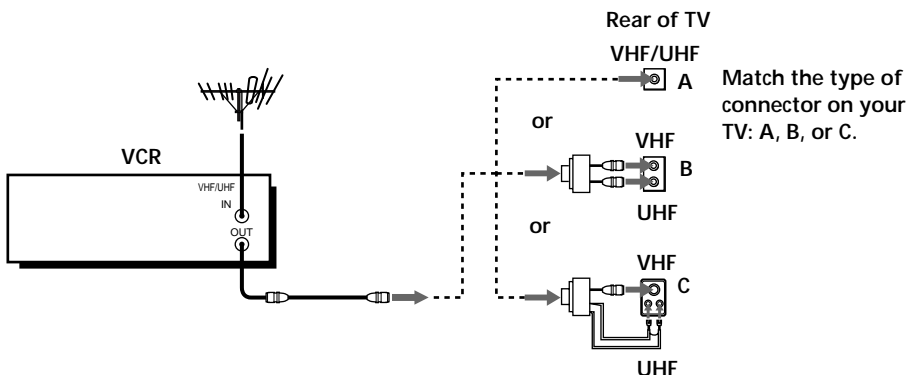 Rear of TV
VHF/UHF
A
Match the type of
connector on your
TV: A, B, or C.
or
VCR
VHF
B
VHF/UHF
IN
UHF
OUT
or
VHF
C
UHF